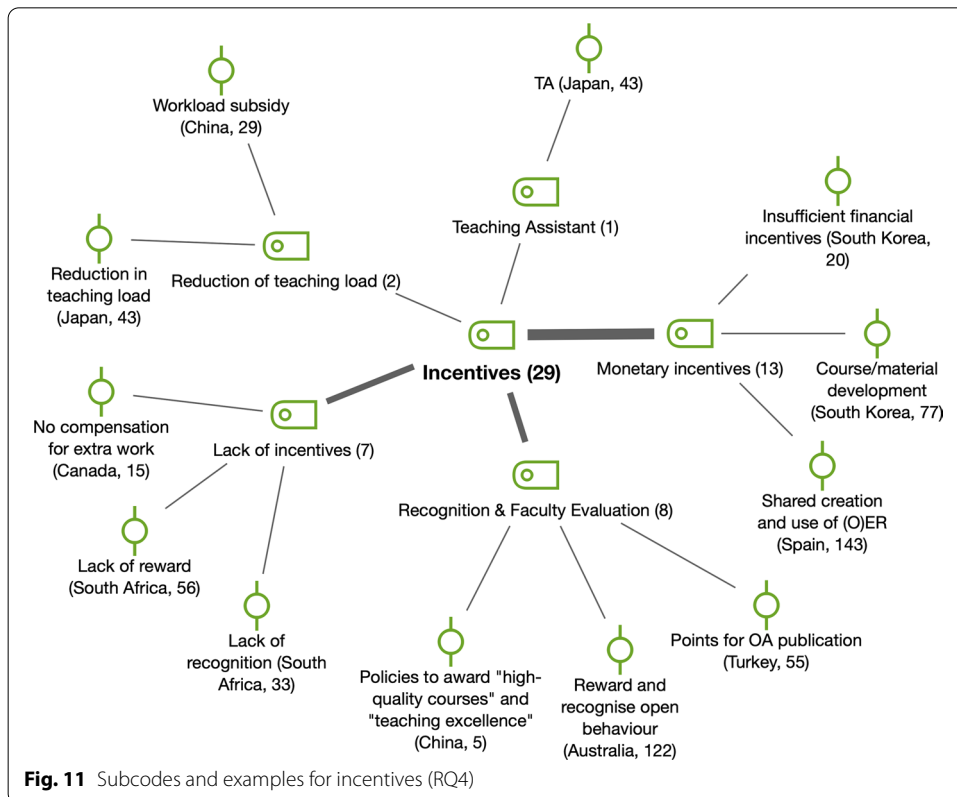 TA (Japan, 43)
Workload subsidy
(China, 29)
Teaching Assistant (1)
Insufficient financial
incentives (South Korea,
20)
Reduction in
teaching load
(Japan, 43)
Reduction of teaching load (2)
Incentives (29)
Monetary incentives (13)
Course/material
development
(South Korea, 77)
No compensation
for extra work
(Canada, 15)
Lack of incentives (7)
Recognition & Faculty Evaluation (8)
Shared creation
and use of (O)ER
(Spain, 143)
Lack of reward
(South Africa, 56)
Lack of
recognition (South
Africa, 33)
Policies to award "high-
quality courses" and
"teaching excellence"
(China, 5)
Reward and
recognise open
behaviour
(Australia, 122)
Points for OA publication
(Turkey, 55)
Fig. 11 Subcodes and examples for incentives (RQ4)